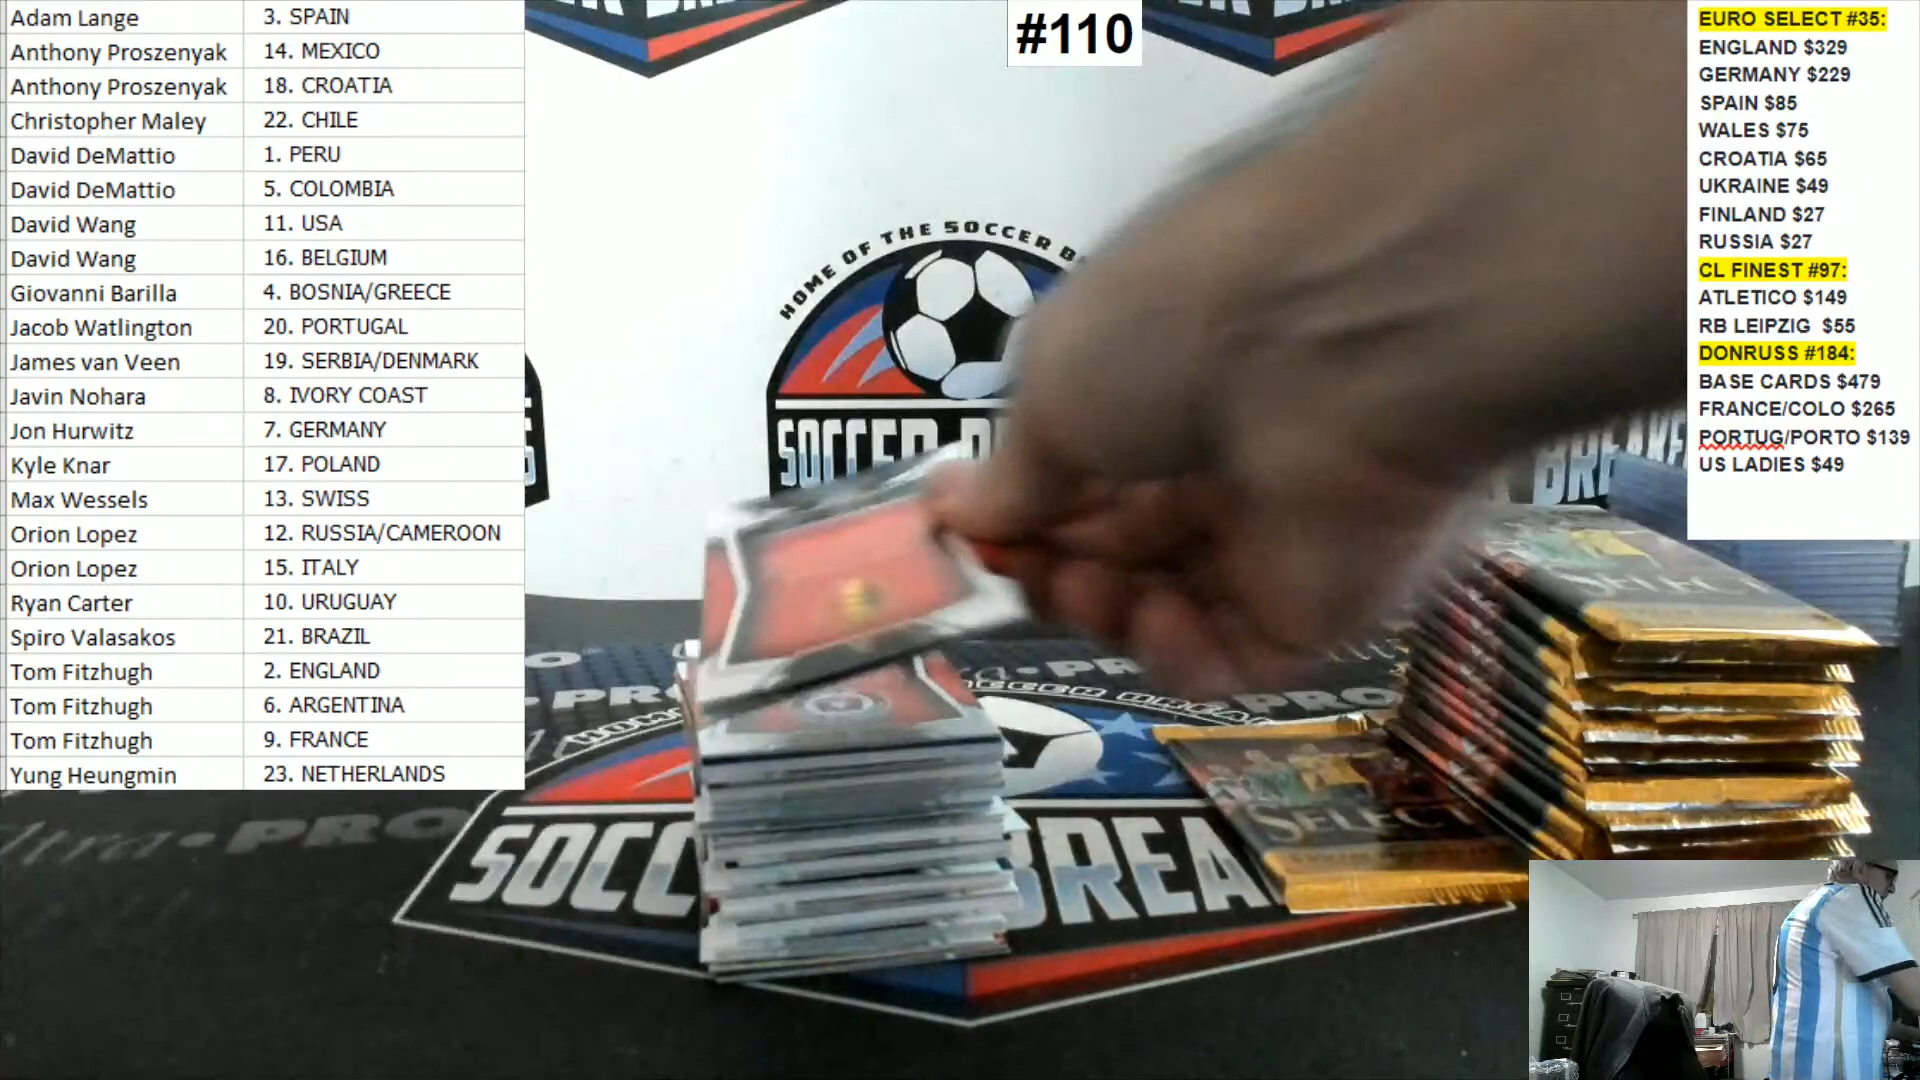 Adam Lange 3. SPAIN
Anthony Proszenyak 14. MEXICO
Anthony Proszenyak 18. CROATIA
Christopher Maley 22. CHILE
David DeMattio 1. PERU
David DeMattio 5. COLOMBIA
David Wang 11. USA
David Wang 16. BELGIUM
Giovanni Barilla 4. BOSNIA/GREECE
Jacob Watlington 20. PORTUGAL
James van Veen 19. SERBIA/DENMARK
Javin Nohara 8. IVORY COAST
Jon Hurwitz 7. GERMANY
Kyle Knar 17. POLAND
Max Wessels 13. SWISS
Orion Lopez 12. RUSSIA/CAMEROON
Orion Lopez 15. ITALY
Ryan Carter 10. URUGUAY
Spiro Valasakos 21. BRAZIL
Tom Fitzhugh 2. ENGLAND
Tom Fitzhugh 6. ARGENTINA
Tom Fitzhugh 9. FRANCE
Yung Heungmin 23. NETHERLANDS
#110
HOME OF THE SOCCER
SOCCER
SELECT
PRO
EURO SELECT #35:
ENGLAND $329
GERMANY $229
SPAIN $85
WALES $75
CROATIA $65
UKRAINE $49
FINLAND $27
RUSSIA $27
CL FINEST #97:
ATLETICO $149
RB LEIPZIG $55
DONRUSS #184:
BASE CARDS $479
FRANCE/COLO $265
PORTUG/PORTO $139
US LADIES $49